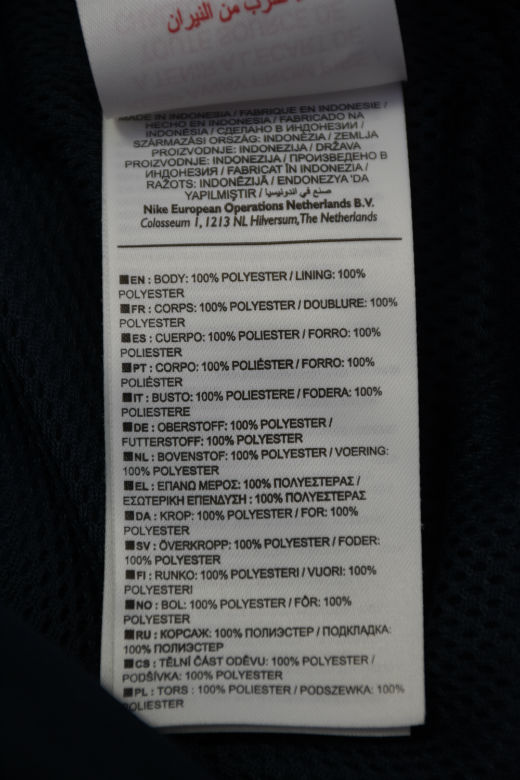 من النيران
MADE IN INDONESIA / FABRIQUE EN INDONESIE /
HECHO EN INDONESIA / FABRICADO NA
INDONÉSIA / СДЕЛАНО В ИНДОНЕЗИИ /
SZÁRMAZÁSI ORSZÁG: INDONÉZIA / ZEMLJA
PROIZVODNJE: INDONEZIJA / DRŽAVA
PROIZVODNJE: INDONEZIJA / ПРОИЗВЕДЕНО В
ИНДОНЕЗИЯ / FABRICAT ÎN INDONEZIA /
RAŽOTS: INDONĒZIJĀ / ENDONEZYA 'DA
YAPILMIŞTIR / صنع في اندونيسيا
Nike European Operations Netherlands B.V.
Colosseum 1, 1213 NL Hilversum, The Netherlands
EN : BODY: 100% POLYESTER / LINING: 100%
POLYESTER
FR : CORPS: 100% POLYESTER / DOUBLURE: 100%
POLYESTER
ES : CUERPO: 100% POLIESTER / FORRO: 100%
POLIESTER
PT : CORPO: 100% POLIÉSTER / FORRO: 100%
POLIÉSTER
IT : BUSTO: 100% POLIESTERE / FODERA: 100%
POLIESTERE
DE : OBERSTOFF: 100% POLYESTER /
FUTTERSTOFF: 100% POLYESTER
NL : BOVENSTOF: 100% POLYESTER / VOERING:
100% POLYESTER
EL : ΕΠΑΝΩ ΜΕΡΟΣ: 100% ΠΟΛΥΕΣΤΕΡΑΣ /
ΕΣΩΤΕΡΙΚΗ ΕΠΕΝΔΥΣΗ : 100% ΠΟΛΥΕΣΤΕΡΑΣ
DA : KROP: 100% POLYESTER / FOR: 100%
POLYESTER
SV : ÖVERKROPP: 100% POLYESTER / FODER:
100% POLYESTER
FI : RUNKO: 100% POLYESTERI / VUORI: 100%
POLYESTERI
NO : BOL: 100% POLYESTER / FÔR: 100%
POLYESTER
RU : КОРСАЖ: 100% ПОЛИЭСТЕР / ПОДКЛАДКА:
100% ПОЛИЭСТЕР
CS : TĚLNÍ ČÁST ODĚVU: 100% POLYESTER /
PODŠÍVKA: 100% POLYESTER
PL : TORS : 100% POLIESTER / PODSZEWKA: 100%
POLIESTER